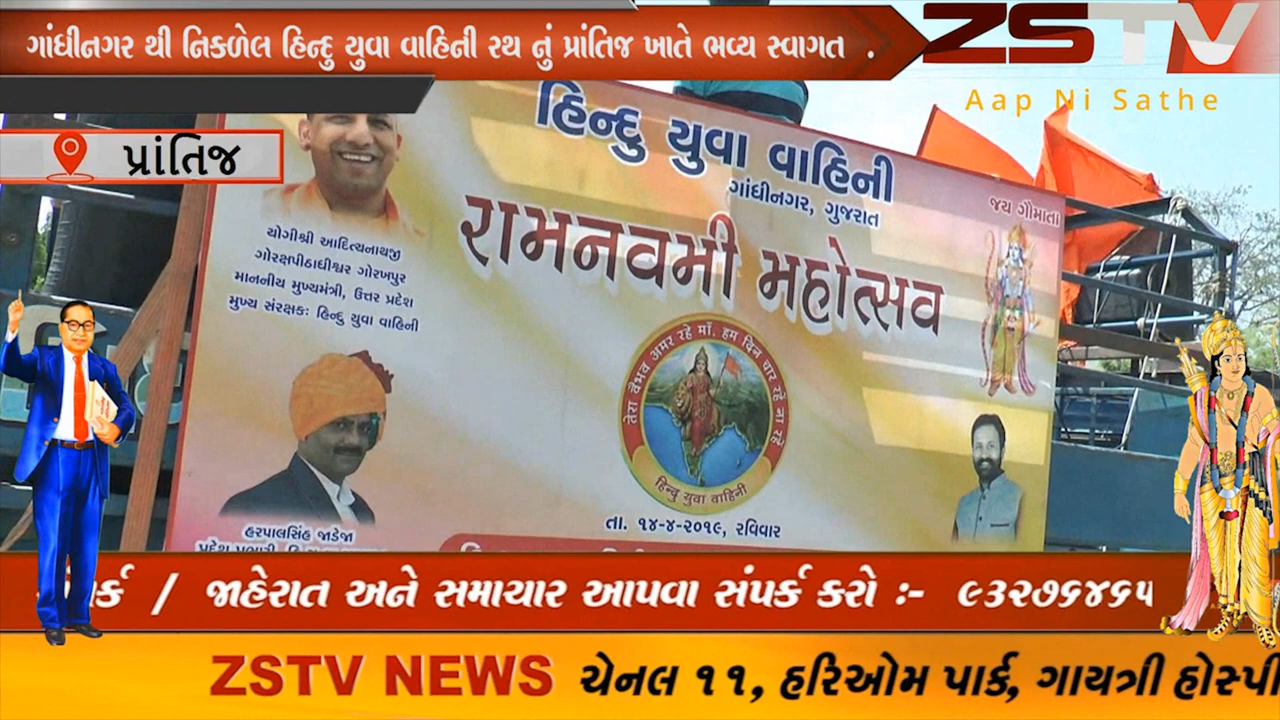 ગાંધીનગર થી નિકળેલ હિન્દુ યુવા વાહિની રથ નું પ્રાંતિજ ખાતે ભવ્ય સ્વાગત .
ZSTV
Aap Ni Sathe
પ્રાંતિજ
હિન્દુ યુવા વાહિની
ગાંધીનગર, ગુજરાત
જય ગૌમાતા
રામનવમી મહોત્સવ
યોગીશ્રી આદિત્યનાથજી
ગોરક્ષપીઠાધીશ્વર ગોરખપુર
માનનીય મુખ્યમંત્રી, ઉત્તર પ્રદેશ
મુખ્ય સંરક્ષકઃ હિન્દુ યુવા વાહિની
तेरा वैभव अमर रहे माँ, हम दिन चार रहे ना रहे
હિન્દુ યુવા વાહિની
તા. ૧૪-૪-૨૦૧૯, રવિવાર
હરપાલસિંહ જાડેજા
પ્રદેશ પ્રભારી,
/ જાહેરાત અને સમાચાર આપવા સંપર્ક કરો :- ૯૩૨૭૬૪૬૫
ZSTV NEWS ચેનલ ૧૧, હરિઓમ પાર્ક, ગાયત્રી હોસ્પી